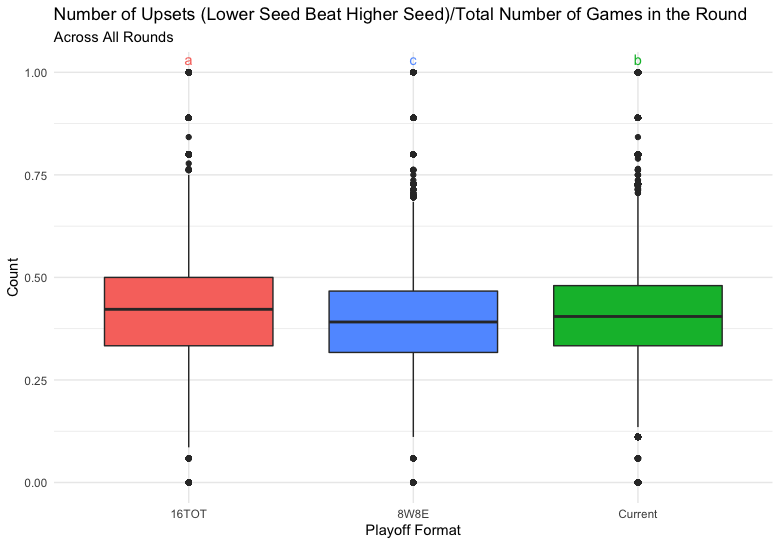 Number of Upsets (Lower Seed Beat Higher Seed)/Total Number of Games in the Round
Across All Rounds
a c b
1.00
0.75
0.50
0.25
0.00
Count
16TOT 8W8E Current
Playoff Format